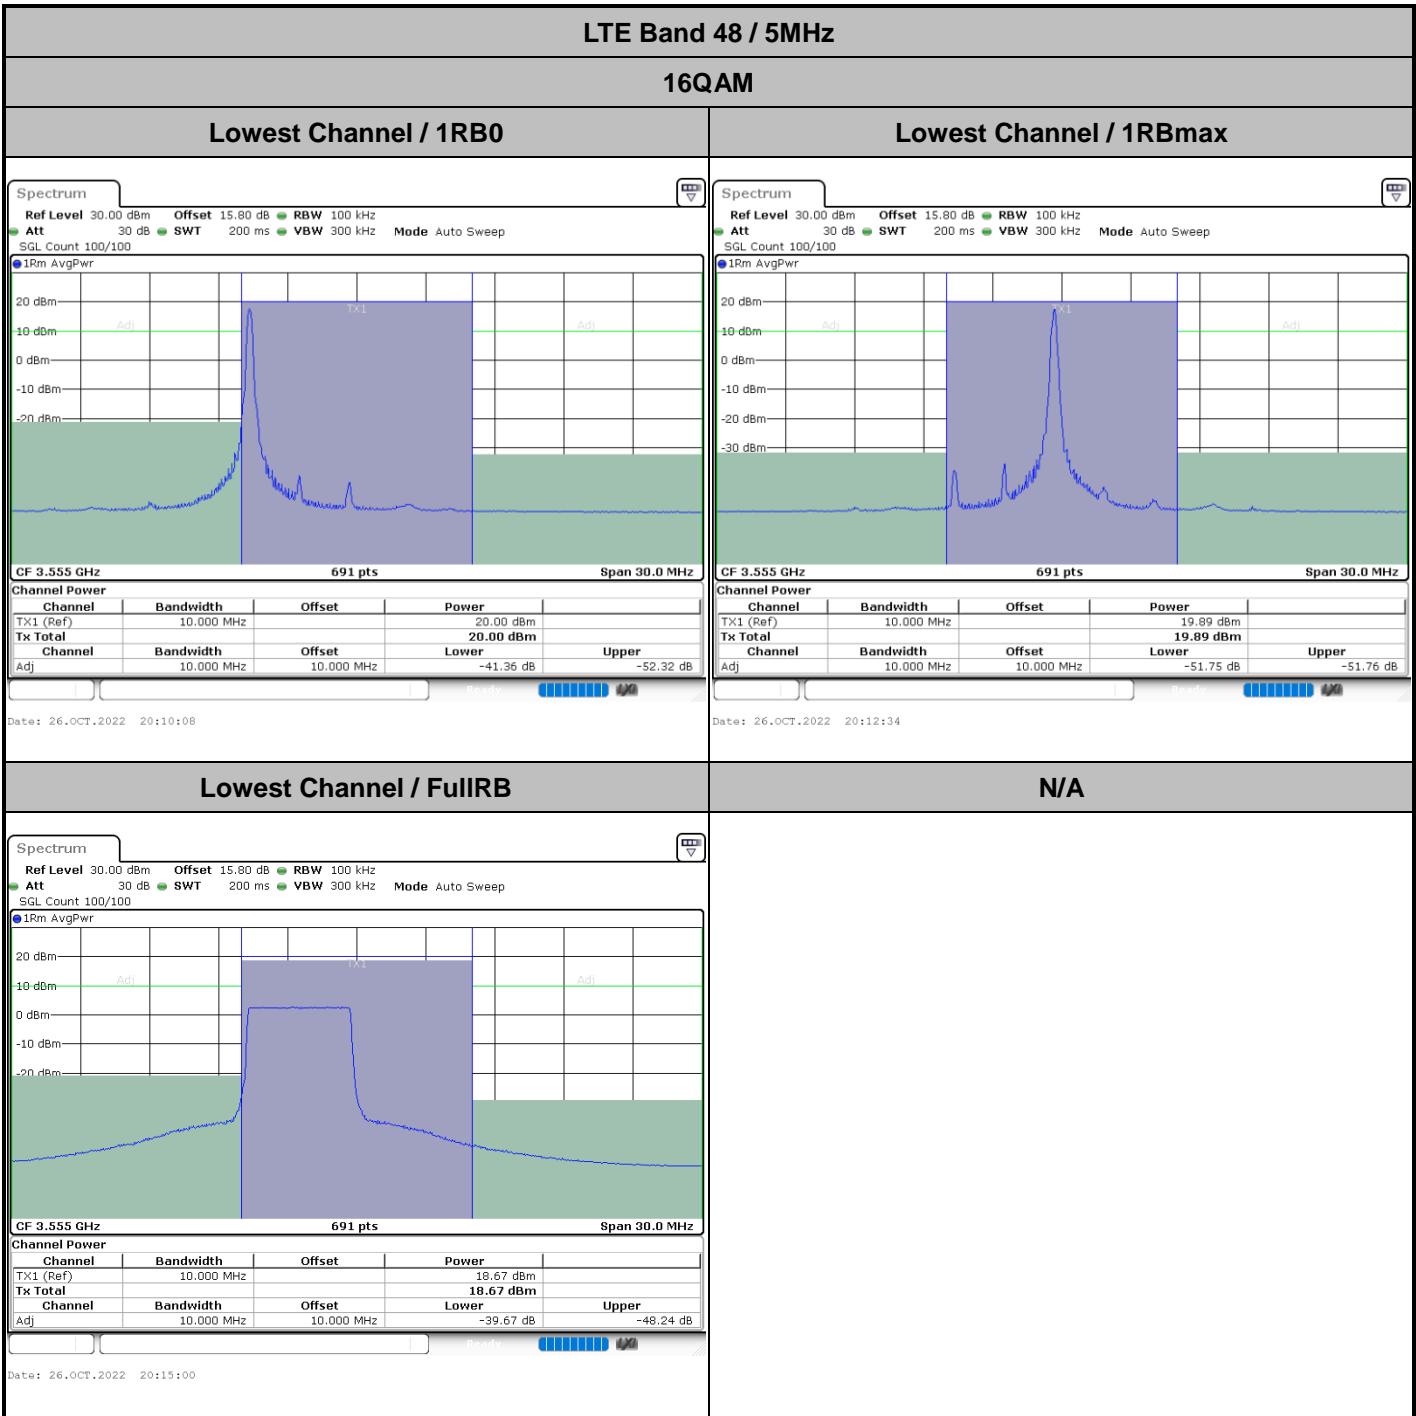 LTE Band 48 / 5MHz
16QAM
Lowest Channel / 1RB0
Spectrum
Ref Level 30.00 dBm Offset 15.80 dB RBW 100 kHz
Att 30 dB SWT 200 ms VBW 300 kHz Mode Auto Sweep
SGL Count 100/100
1Rm AvgPwr
20 dBm
TX1
10 dBm
Adj
Adj
0 dBm
-10 dBm
-20 dBm
CF 3.555 GHz 691 pts Span 30.0 MHz
Channel Power
Channel Bandwidth Offset Power
TX1 (Ref) 10.000 MHz 20.00 dBm
Tx Total 20.00 dBm
Channel Bandwidth Offset Lower Upper
Adj 10.000 MHz 10.000 MHz -41.36 dB -52.32 dB
Ready
Date: 26.OCT.2022 20:10:08
Lowest Channel / 1RBmax
Spectrum
Ref Level 30.00 dBm Offset 15.80 dB RBW 100 kHz
Att 30 dB SWT 200 ms VBW 300 kHz Mode Auto Sweep
SGL Count 100/100
1Rm AvgPwr
20 dBm
TX1
10 dBm
Adj
Adj
0 dBm
-10 dBm
-20 dBm
-30 dBm
CF 3.555 GHz 691 pts Span 30.0 MHz
Channel Power
Channel Bandwidth Offset Power
TX1 (Ref) 10.000 MHz 19.89 dBm
Tx Total 19.89 dBm
Channel Bandwidth Offset Lower Upper
Adj 10.000 MHz 10.000 MHz -51.75 dB -51.76 dB
Ready
Date: 26.OCT.2022 20:12:34
Lowest Channel / FullRB
Spectrum
Ref Level 30.00 dBm Offset 15.80 dB RBW 100 kHz
Att 30 dB SWT 200 ms VBW 300 kHz Mode Auto Sweep
SGL Count 100/100
1Rm AvgPwr
20 dBm
TX1
10 dBm
Adj
Adj
0 dBm
-10 dBm
-20 dBm
CF 3.555 GHz 691 pts Span 30.0 MHz
Channel Power
Channel Bandwidth Offset Power
TX1 (Ref) 10.000 MHz 18.67 dBm
Tx Total 18.67 dBm
Channel Bandwidth Offset Lower Upper
Adj 10.000 MHz 10.000 MHz -39.67 dB -48.24 dB
Ready
Date: 26.OCT.2022 20:15:00
N/A